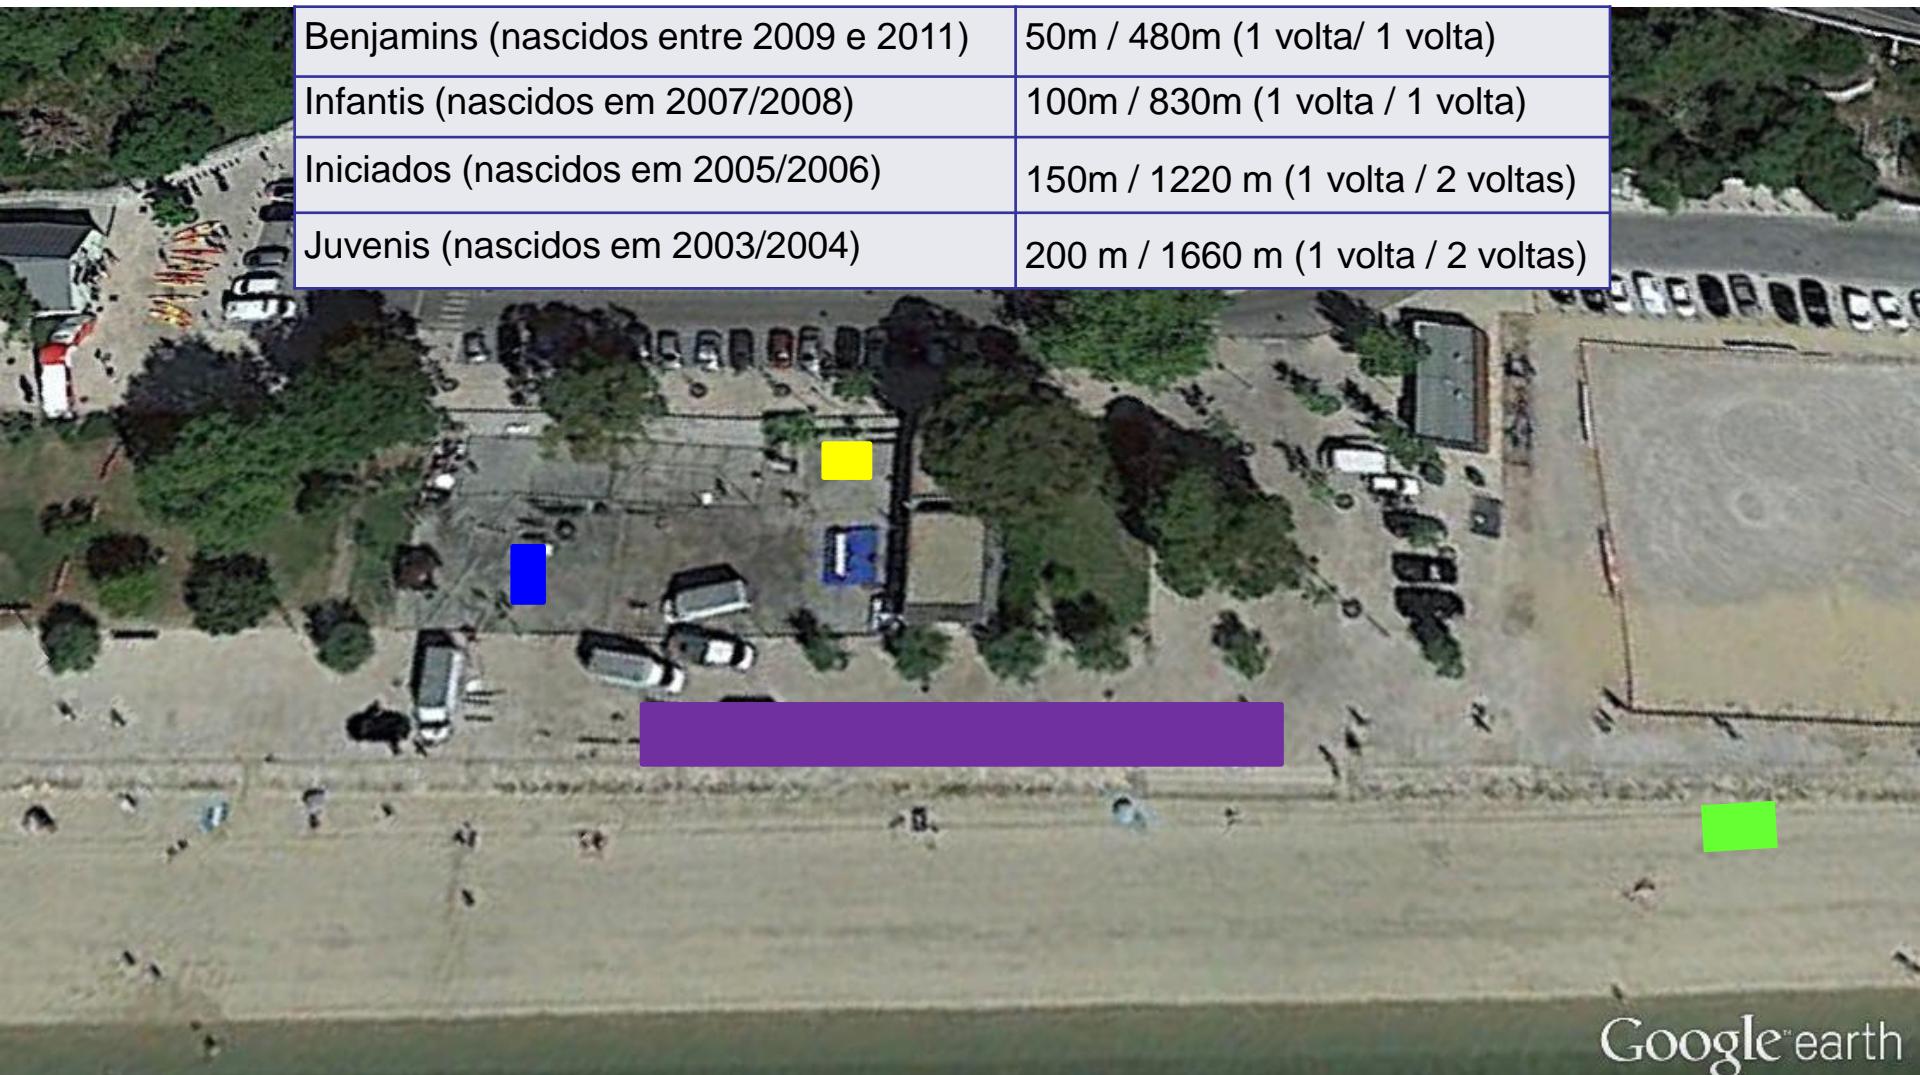 Benjamins (nascidos entre 2009 e 2011) 50m / 480m (1 volta/ 1 volta)
Infantis (nascidos em 2007/2008) 100m / 830m (1 volta / 1 volta)
Iniciados (nascidos em 2005/2006) 150m / 1220 m (1 volta / 2 voltas)
Juvenis (nascidos em 2003/2004) 200 m / 1660 m (1 volta / 2 voltas)
Google earth